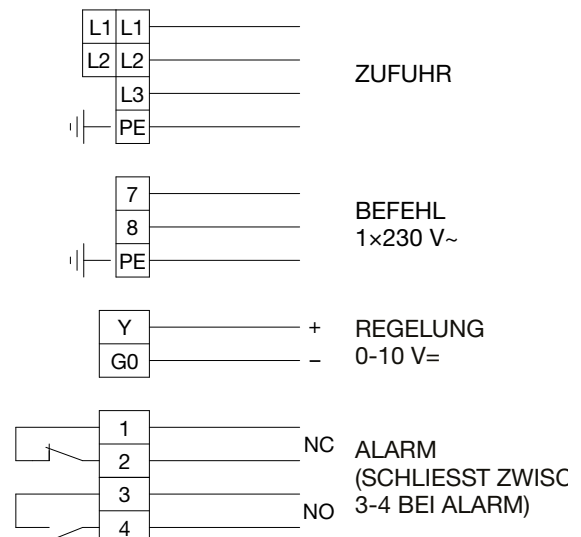 L1 L1
L2 L2
L3
PE
ZUFUHR
7
8
PE
BEFEHL
1×230 V~
Y + REGELUNG
G0 – 0-10 V=
1
2
NC
ALARM
(SCHLIESST
3
4
NO
3-4 BEI ALARM)